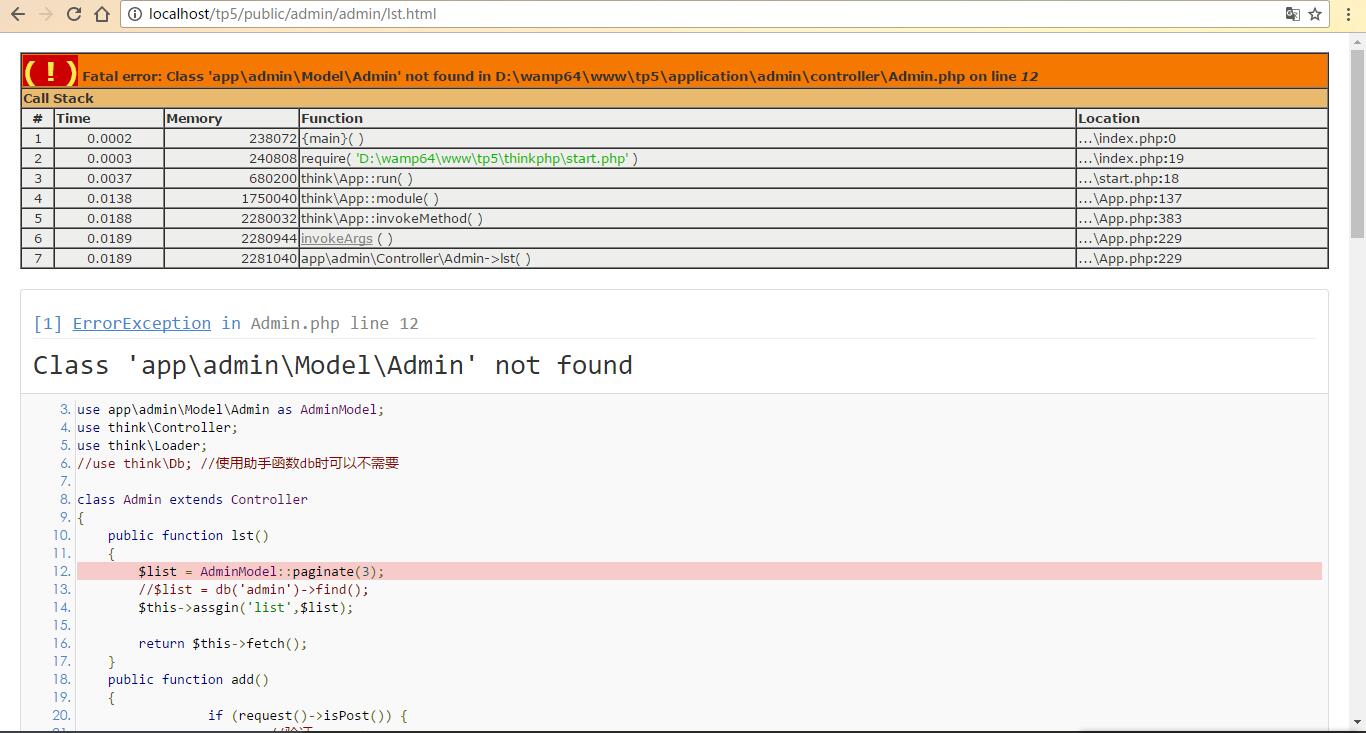 localhost/tp5/public/admin/admin/lst.html
( ! ) Fatal error: Class 'app\admin\Model\Admin' not found in D:\wamp64\www\tp5\application\admin\controller\Admin.php on line 12
Call Stack
# Time Memory Function Location
1 0.0002 238072 {main}( ) ...\index.php:0
2 0.0003 240808 require( 'D:\wamp64\www\tp5\thinkphp\start.php' ) ...\index.php:19
3 0.0037 680200 think\App::run( ) ...\start.php:18
4 0.0138 1750040 think\App::module( ) ...\App.php:137
5 0.0188 2280032 think\App::invokeMethod( ) ...\App.php:383
6 0.0189 2280944 invokeArgs ( ) ...\App.php:229
7 0.0189 2281040 app\admin\Controller\Admin->lst( ) ...\App.php:229
[1] ErrorException in Admin.php line 12
Class 'app\admin\Model\Admin' not found
3. use app\admin\Model\Admin as AdminModel;
4. use think\Controller;
5. use think\Loader;
6. //use think\Db; //使用助手函数db时可以不需要
7.
8. class Admin extends Controller
9. {
10. public function lst()
11. {
12. $list = AdminModel::paginate(3);
13. //$list = db('admin')->find();
14. $this->assgin('list',$list);
15.
16. return $this->fetch();
17. }
18. public function add()
19. {
20. if (request()->isPost()) {
21. //验证